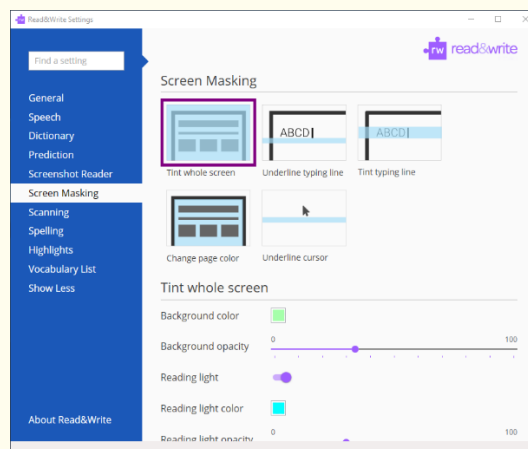 Read&Write Settings
rw read&write
Find a setting
General
Speech
Dictionary
Prediction
Screenshot Reader
Screen Masking
Scanning
Spelling
Highlights
Vocabulary List
Show Less
About Read&Write
Screen Masking
ABCD
ABCD
Tint whole screen Underline typing line Tint typing line
Change page color Underline cursor
Tint whole screen
Background color
Background opacity 0 100
Reading light
Reading light color
Reading light opacity 0 100